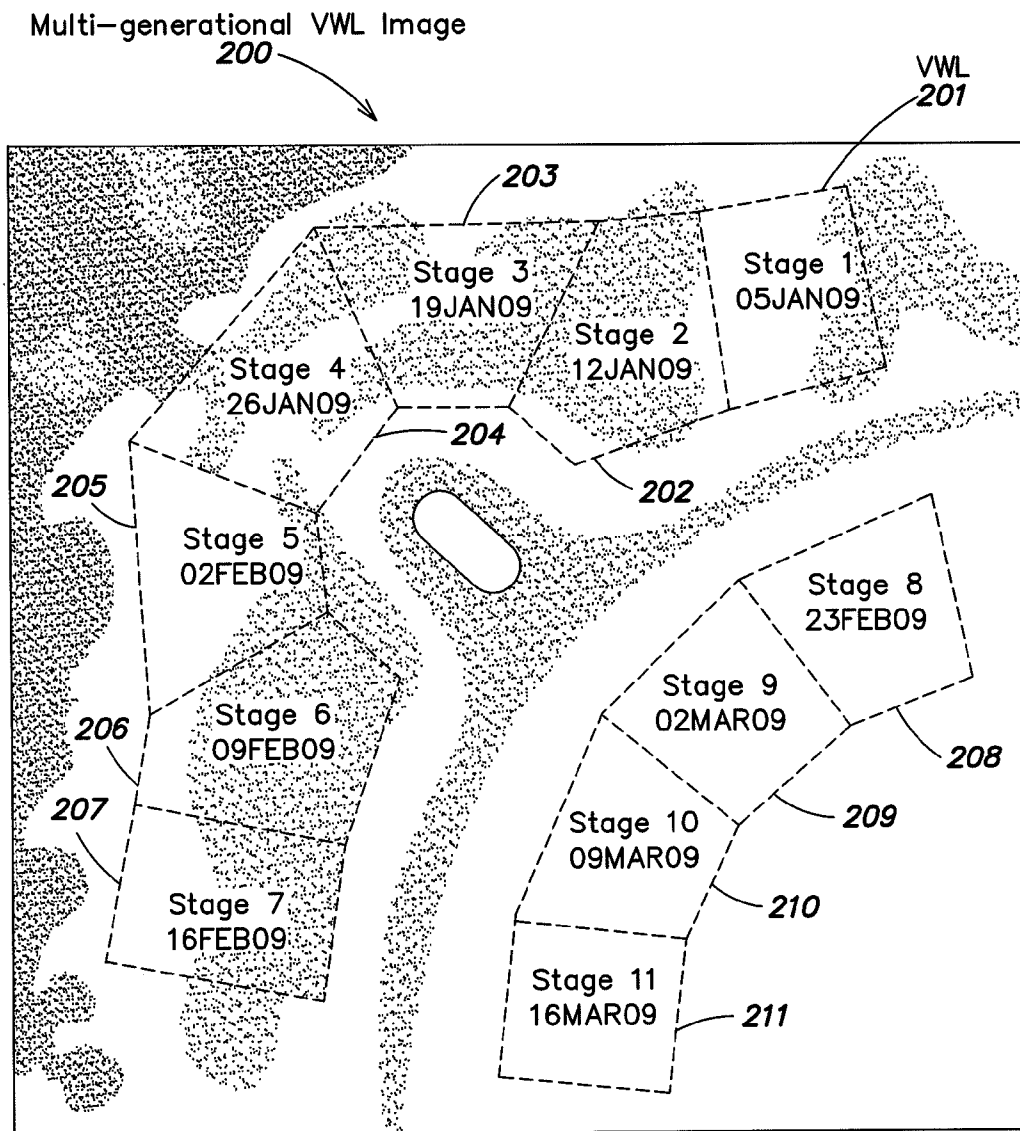 Multi-generational VWL Image
200
VWL
201
203
Stage 3
19JAN09
Stage 1
05JAN09
Stage 2
12JAN09
Stage 4
26JAN09
204
202
205
Stage 5
02FEB09
Stage 8
23FEB09
Stage 9
02MAR09
Stage 6
09FEB09
206
208
207
209
Stage 10
09MAR09
Stage 7
16FEB09
210
Stage 11
16MAR09
211